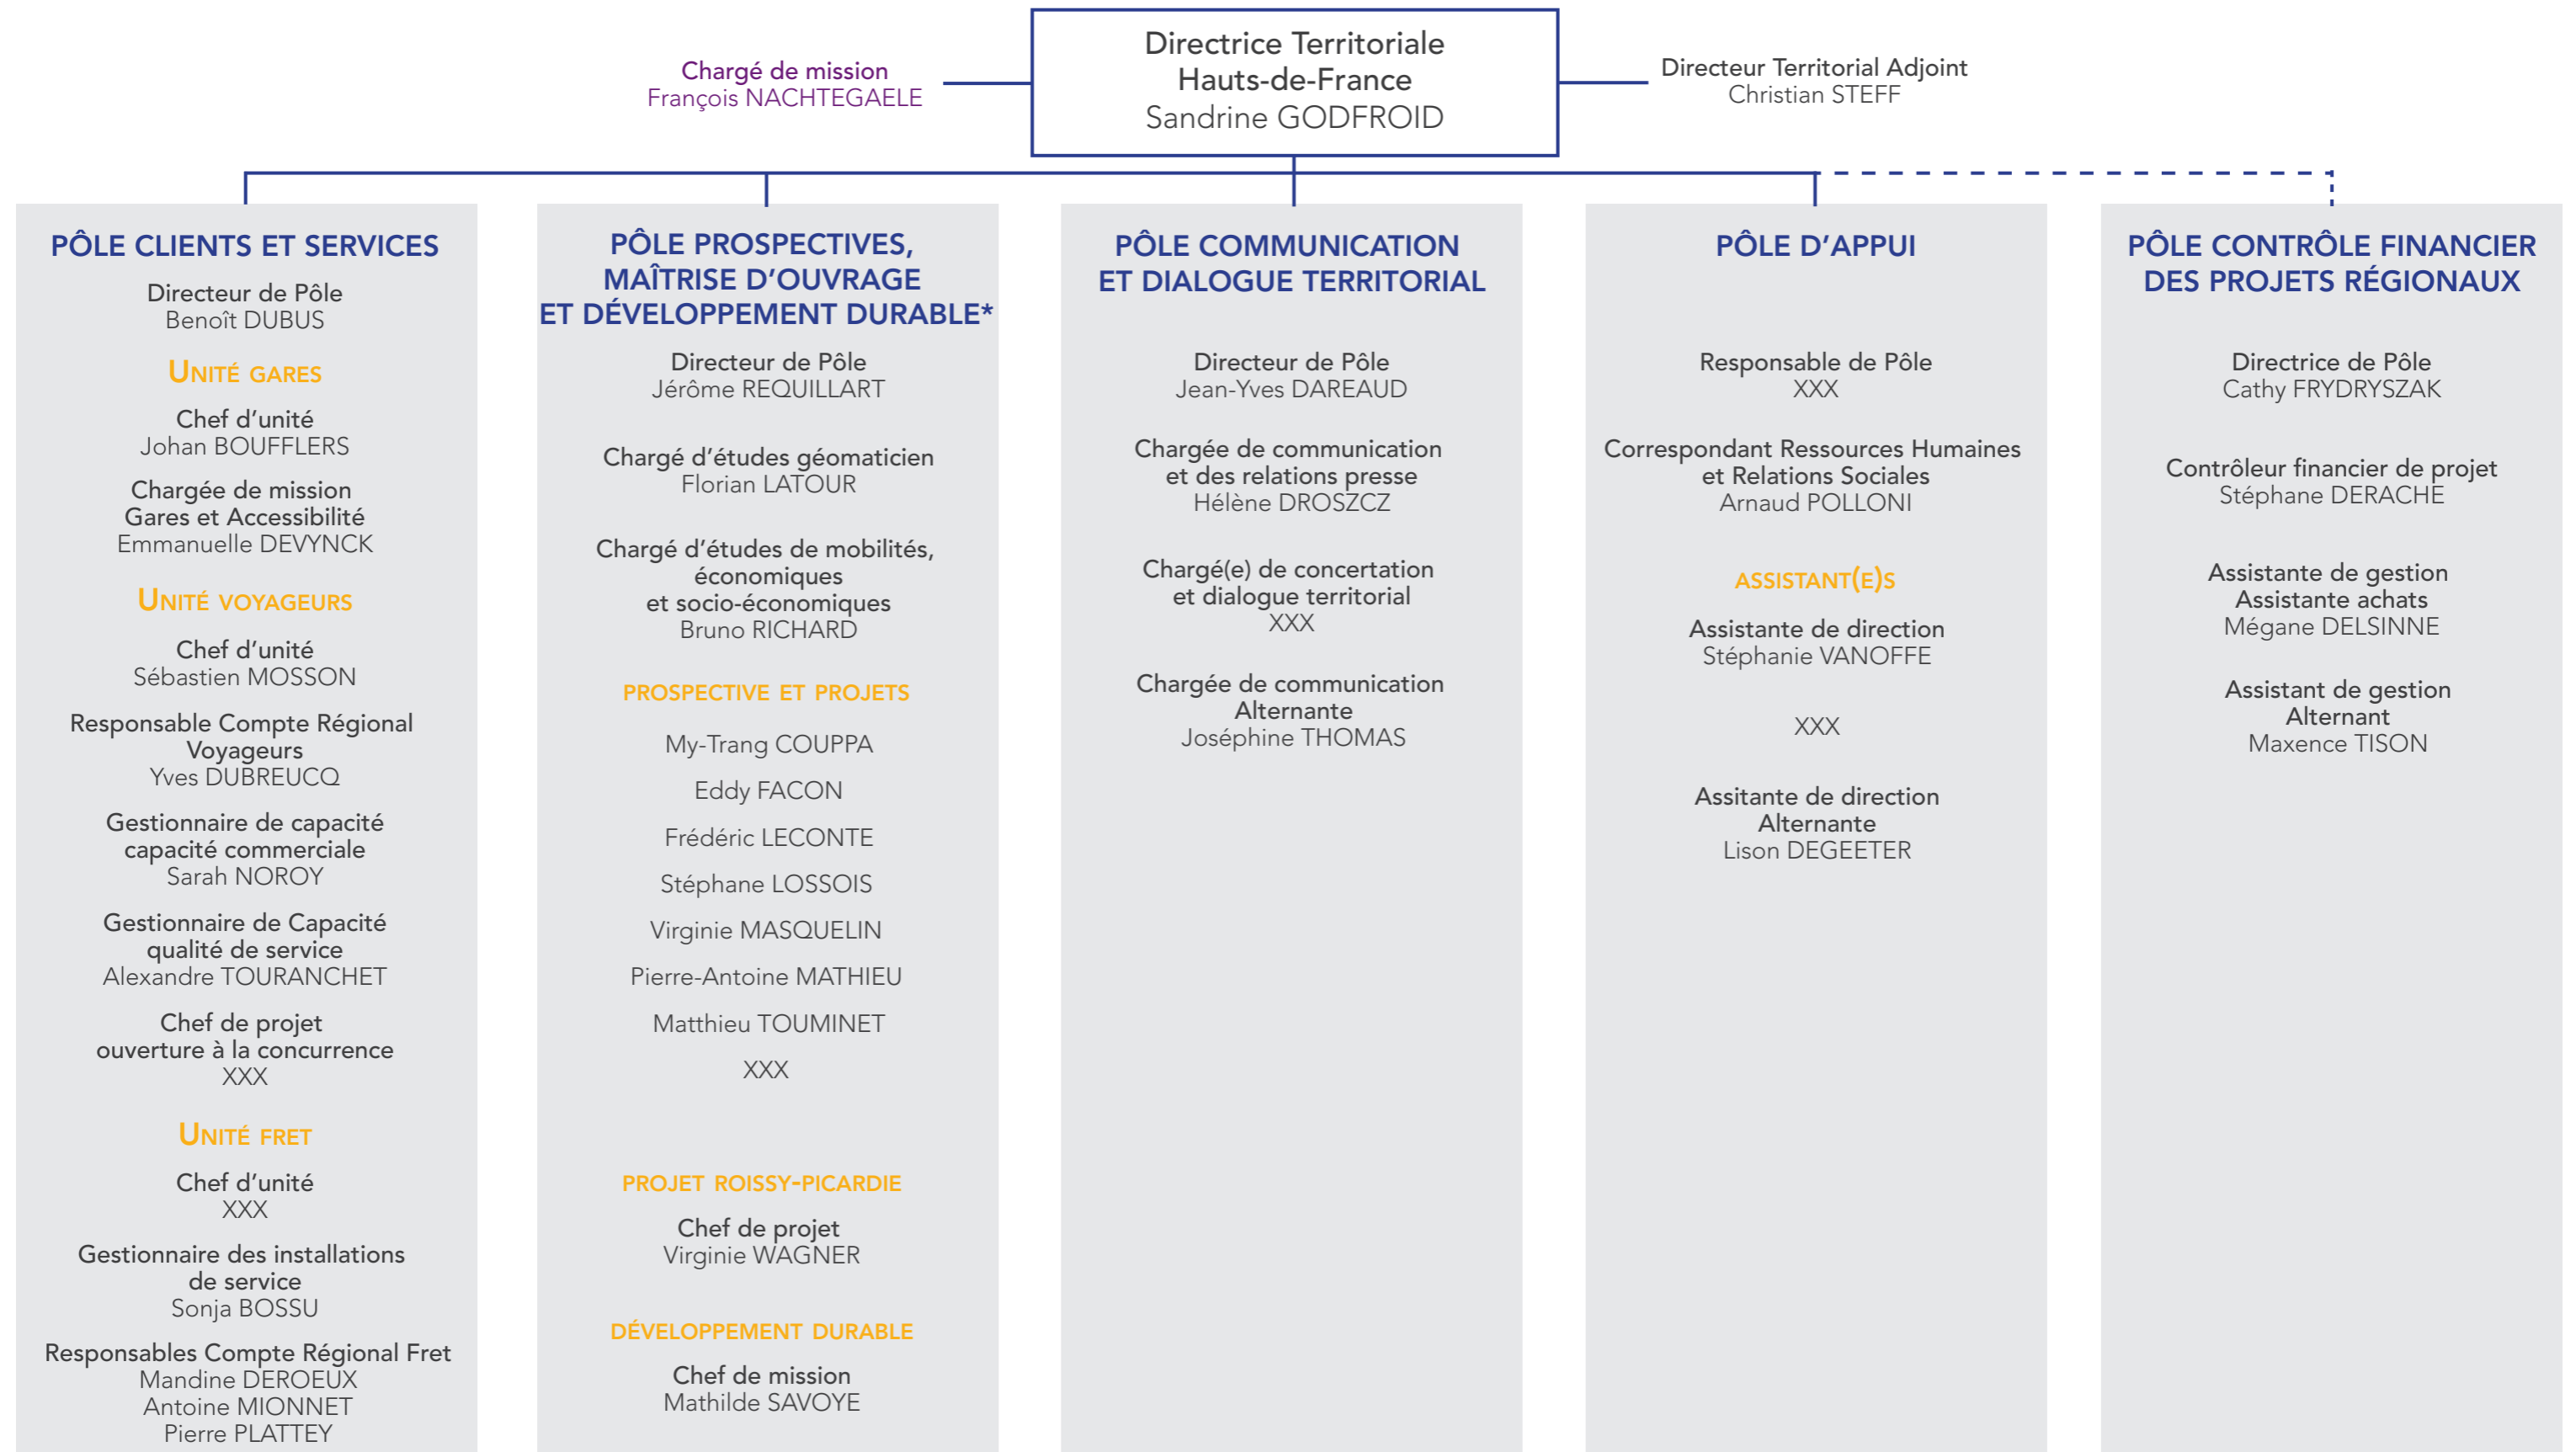 Chargé de mission
François NACHTEGAELE
Directrice Territoriale
Hauts-de-France
Sandrine GODFROID
Directeur Territorial Adjoint
Christian STEFF
PÔLE CLIENTS ET SERVICES
Directeur de Pôle
Benoît DUBUS
UNITÉ GARES
Chef d'unité
Johan BOUFFLERS
Chargée de mission
Gares et Accessibilité
Emmanuelle DEVYNCK
UNITÉ VOYAGEURS
Chef d'unité
Sébastien MOSSON
Responsable Compte Régional
Voyageurs
Yves DUBREUCQ
Gestionnaire de capacité
capacité commerciale
Sarah NOROY
Gestionnaire de Capacité
qualité de service
Alexandre TOURANCHET
Chef de projet
ouverture à la concurrence
XXX
UNITÉ FRET
Chef d'unité
XXX
Gestionnaire des installations
de service
Sonja BOSSU
Responsables Compte Régional Fret
Mandine DEROEUX
Antoine MIONNET
Pierre PLATTEY
PÔLE PROSPECTIVES,
MAÎTRISE D'OUVRAGE
ET DÉVELOPPEMENT DURABLE*
Directeur de Pôle
Jérôme REQUILLART
Chargé d'études géomaticien
Florian LATOUR
Chargé d'études de mobilités,
économiques
et socio-économiques
Bruno RICHARD
PROSPECTIVE ET PROJETS
My-Trang COUPPA
Eddy FACON
Frédéric LECONTE
Stéphane LOSSOIS
Virginie MASQUELIN
Pierre-Antoine MATHIEU
Matthieu TOUMINET
XXX
PROJET ROISSY-PICARDIE
Chef de projet
Virginie WAGNER
DÉVELOPPEMENT DURABLE
Chef de mission
Mathilde SAVOYE
PÔLE COMMUNICATION
ET DIALOGUE TERRITORIAL
Directeur de Pôle
Jean-Yves DAREAUD
Chargée de communication
et des relations presse
Hélène DROSZCZ
Chargé(e) de concertation
et dialogue territorial
XXX
Chargée de communication
Alternante
Joséphine THOMAS
PÔLE D'APPUI
Responsable de Pôle
XXX
Correspondant Ressources Humaines
et Relations Sociales
Arnaud POLLONI
ASSISTANT(E)S
Assistante de direction
Stéphanie VANOFFE
XXX
Assitante de direction
Alternante
Lison DEGEETER
PÔLE CONTRÔLE FINANCIER
DES PROJETS RÉGIONAUX
Directrice de Pôle
Cathy FRYDRYSZAK
Contrôleur financier de projet
Stéphane DERACHE
Assistante de gestion
Assistante achats
Mégane DELSINNE
Assistant de gestion
Alternant
Maxence TISON